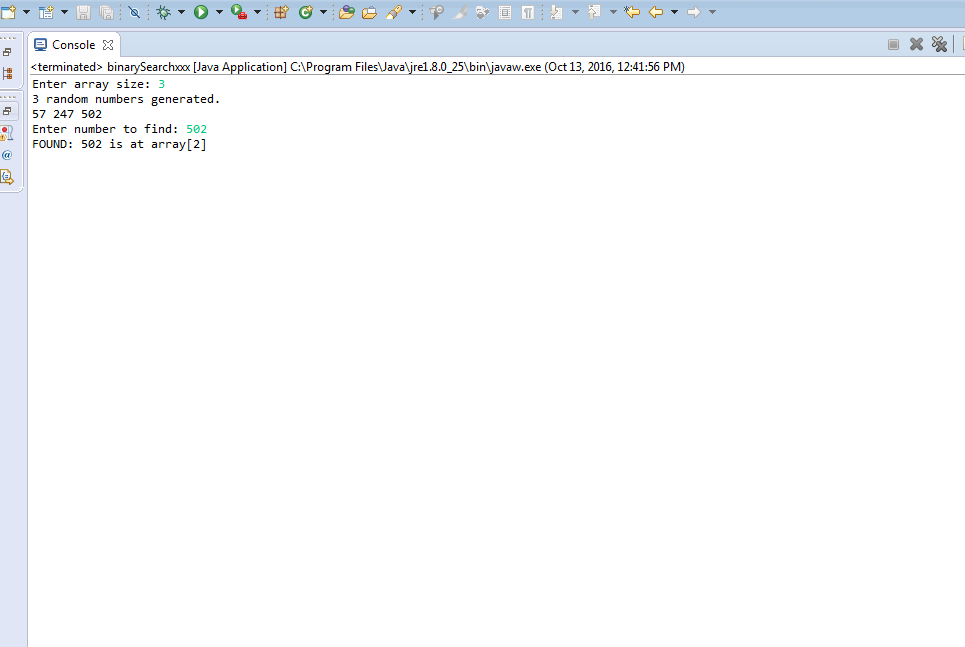 Console
<terminated> binarySearchxxx [Java Application] C:\Program Files\Java\jre1.8.0_25\bin\javaw.exe (Oct 13, 2016, 12:41:56 PM)
Enter array size: 3
3 random numbers generated.
57 247 502
Enter number to find: 502
FOUND: 502 is at array[2]